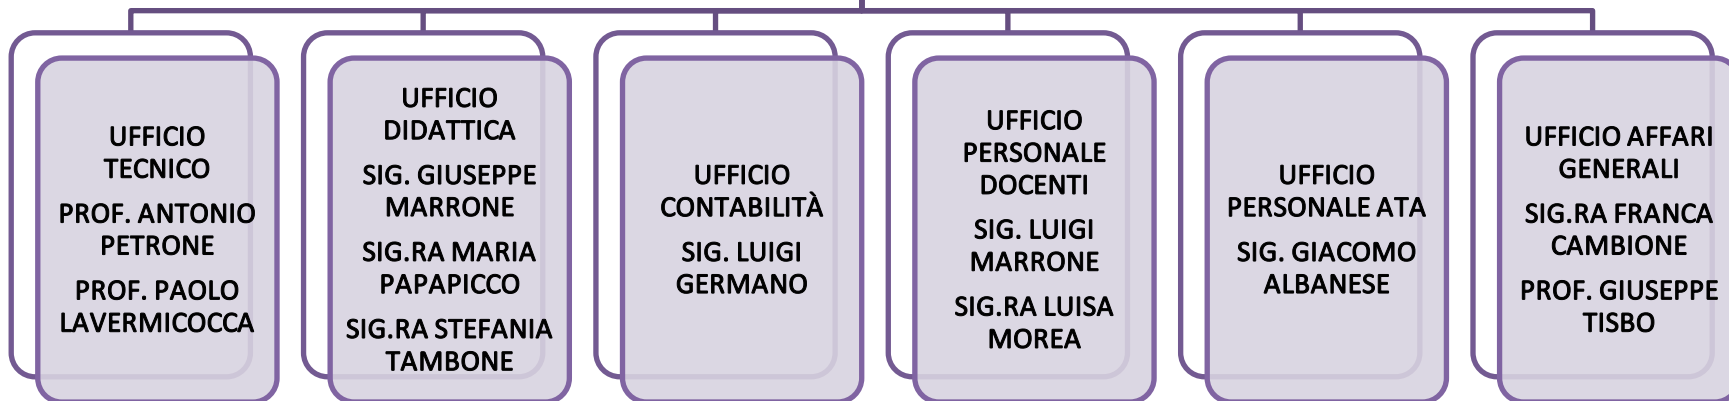 UFFICIO
TECNICO
PROF. ANTONIO
PETRONE
PROF. PAOLO
LAVERMICOCCA
UFFICIO
DIDATTICA
SIG. GIUSEPPE
MARRONE
SIG.RA MARIA
PAPAPICCO
SIG.RA STEFANIA
TAMBONE
UFFICIO
CONTABILITÀ
SIG. LUIGI
GERMANO
UFFICIO
PERSONALE
DOCENTI
SIG. LUIGI
MARRONE
SIG.RA LUISA
MOREA
UFFICIO
PERSONALE ATA
SIG. GIACOMO
ALBANESE
UFFICIO AFFARI
GENERALI
SIG.RA FRANCA
CAMBIONE
PROF. GIUSEPPE
TISBO